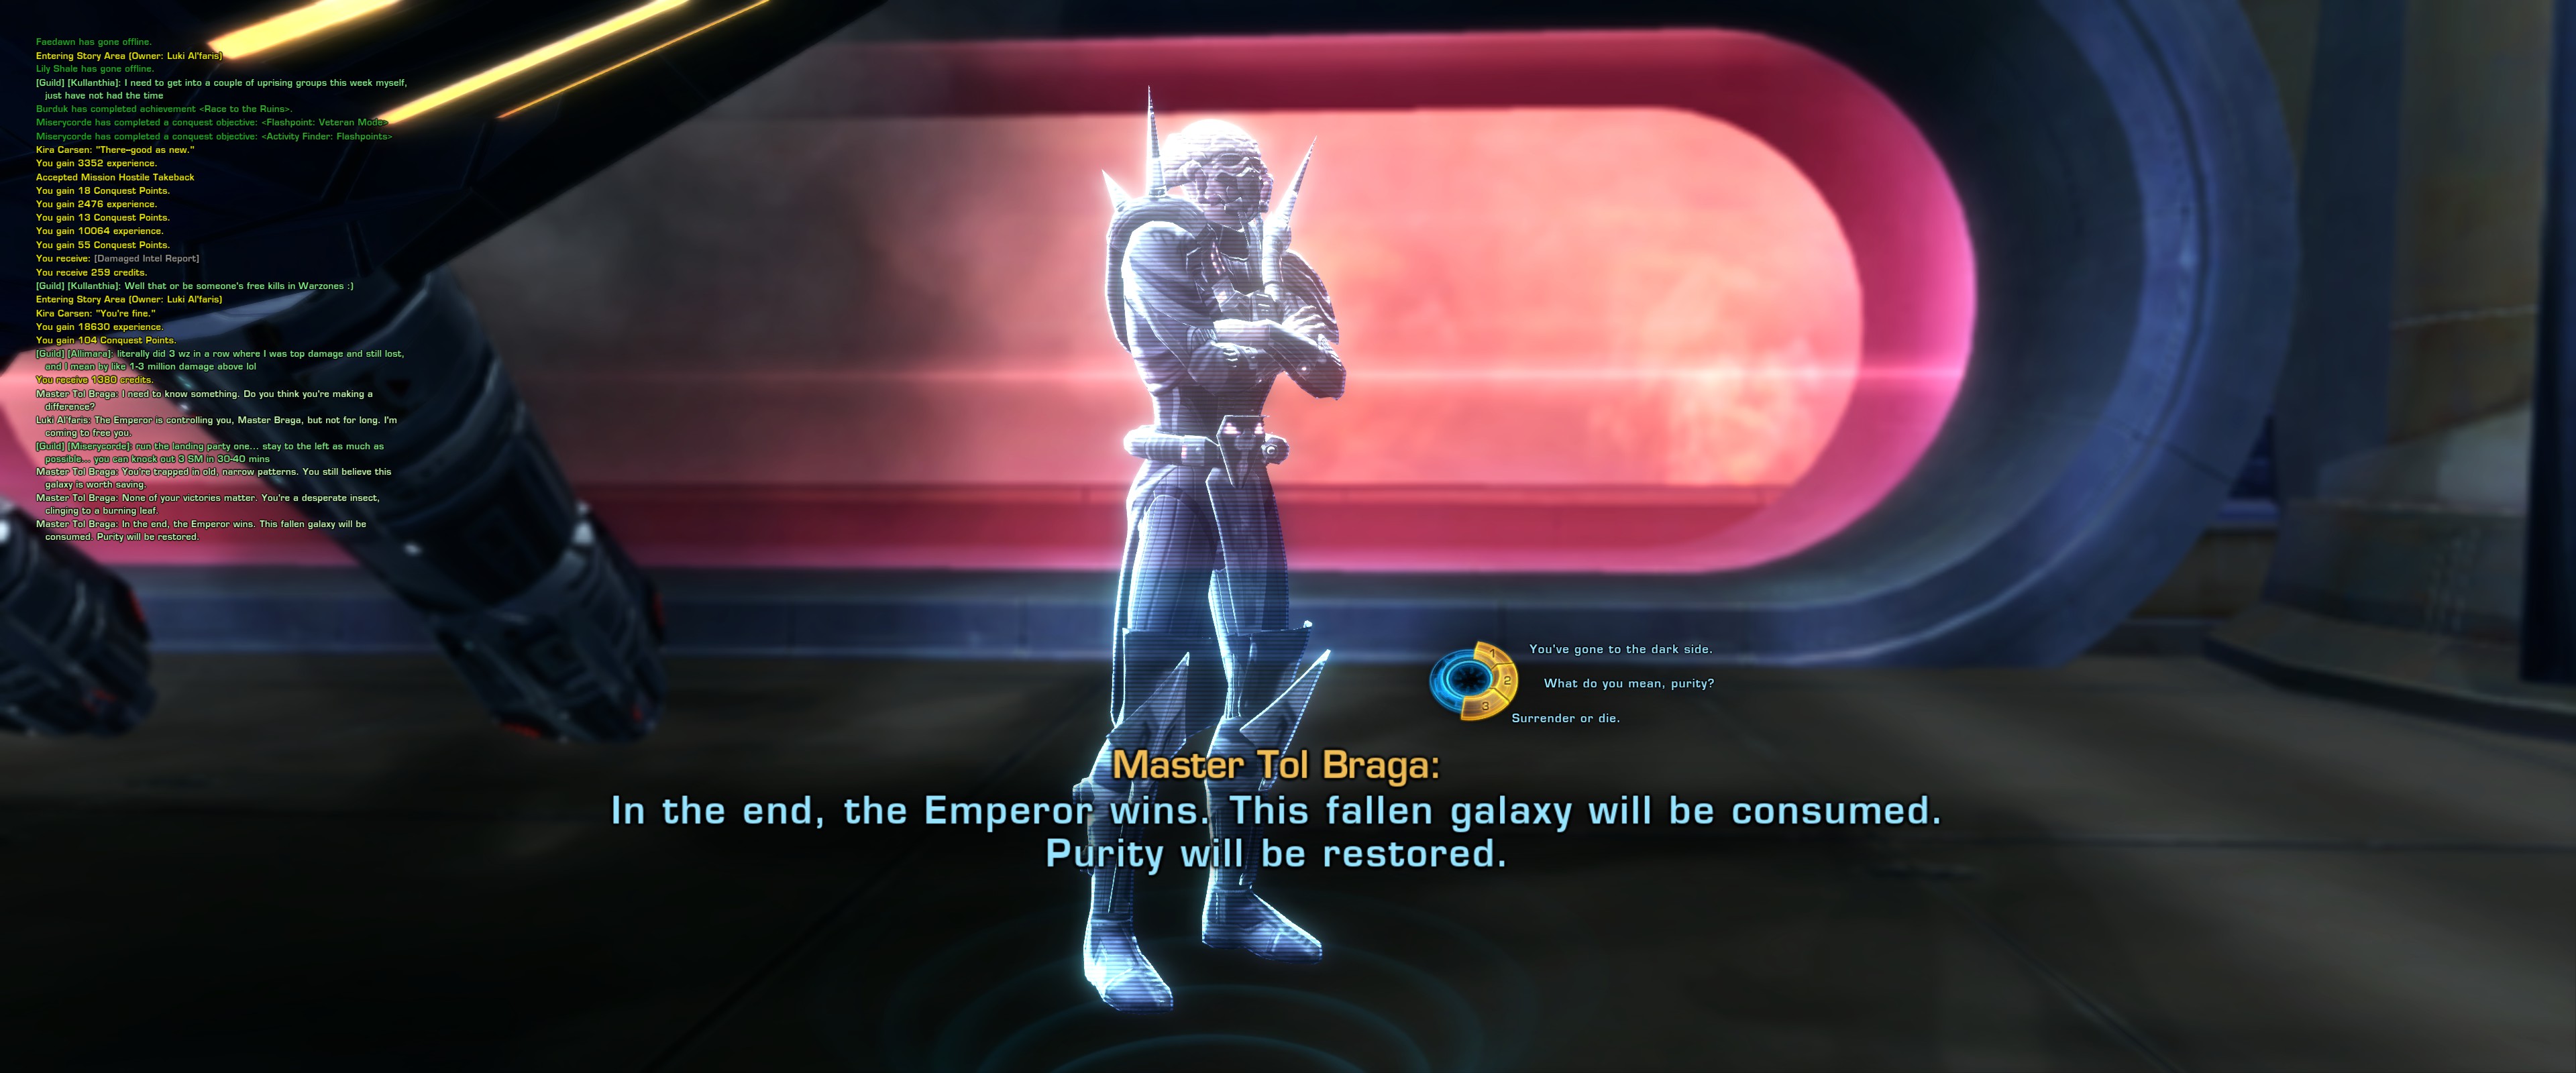 Faedawn has gone offline.
Entering Story Area (Owner: Luki Al'faris)
Lily Shale has gone offline.
[Guild] [Kullanthia]: I need to get into a couple of uprising groups this week myself,
just have not had the time
Burduk has completed achievement <Race to the Ruins>.
Miserycorde has completed a conquest objective: <Flashpoint: Veteran Mode>
Miserycorde has completed a conquest objective: <Activity Finder: Flashpoints>
Kira Carsen: "There–good as new."
You gain 3352 experience.
Accepted Mission Hostile Takeback
You gain 18 Conquest Points.
You gain 2476 experience.
You gain 13 Conquest Points.
You gain 10064 experience.
You gain 55 Conquest Points.
You receive: [Damaged Intel Report]
You receive 259 credits.
[Guild] [Kullanthia]: Well that or be someone's free kills in Warzones :)
Entering Story Area (Owner: Luki Al'faris)
Kira Carsen: "You're fine."
You gain 18630 experience.
You gain 104 Conquest Points.
[Guild] [Allimara]: literally did 3 wz in a row where I was top damage and still lost,
and I mean by like 1-3 million damage above lol
You receive 1380 credits.
Master Tol Braga: I need to know something. Do you think you're making a
difference?
Luki Al'faris: The Emperor is controlling you, Master Braga, but not for long. I'm
coming to free you.
[Guild] [Miserycorde]: run the landing party one... stay to the left as much as
possible... you can knock out 3 SM in 30-40 mins
Master Tol Braga: You're trapped in old, narrow patterns. You still believe this
galaxy is worth saving.
Master Tol Braga: None of your victories matter. You're a desperate insect,
clinging to a burning leaf.
Master Tol Braga: In the end, the Emperor wins. This fallen galaxy will be
consumed. Purity will be restored.
1 You've gone to the dark side.
2 What do you mean, purity?
3 Surrender or die.
Master Tol Braga:
In the end, the Emperor wins. This fallen galaxy will be consumed.
Purity will be restored.